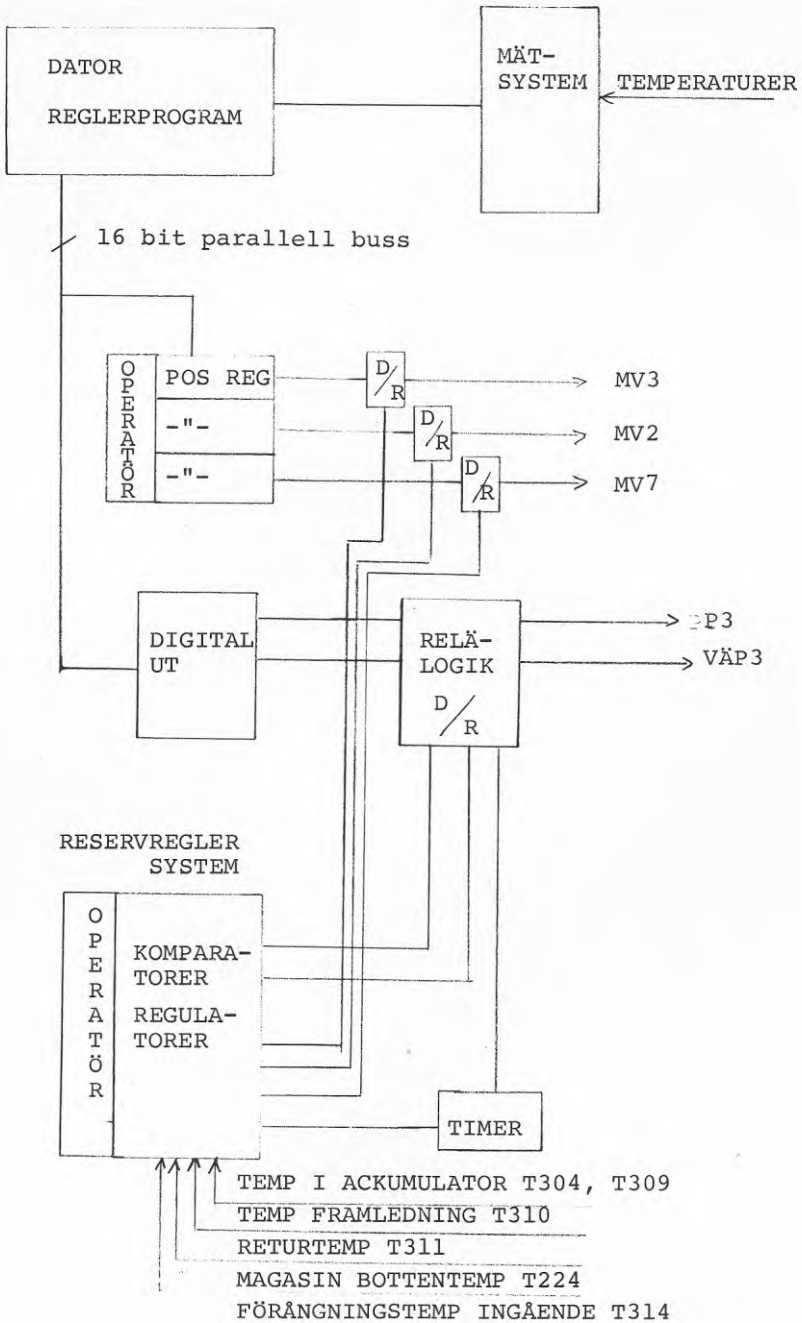 DATOR
REGLERPROGRAM
MÄT-
SYSTEM
TEMPERATURER
16 bit parallell buss
OPERATÖR
POS REG
-"-
-"-
D/R
D/R
D/R
MV3
MV2
MV7
DIGITAL
UT
RELÄ-
LOGIK
D/R
P3
VÄP3
RESERVREGLER
SYSTEM
OPERATÖR
KOMPARA-
TORER
REGULA-
TORER
TIMER
TEMP I ACKUMULATOR T304, T309
TEMP FRAMLEDNING T310
RETURTEMP T311
MAGASIN BOTTENTEMP T224
FÖRÅNGNINGSTEMP INGÅENDE T314